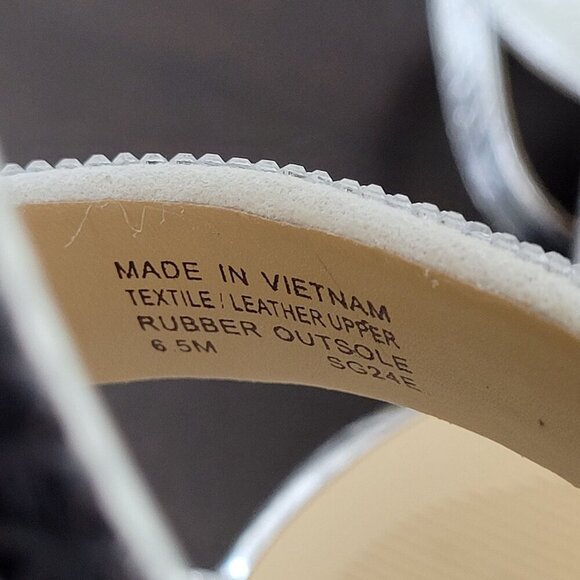 MADE IN VIETNAM
TEXTILE/LEATHER UPPER
RUBBER OUTSOLE
6.5M SG24E